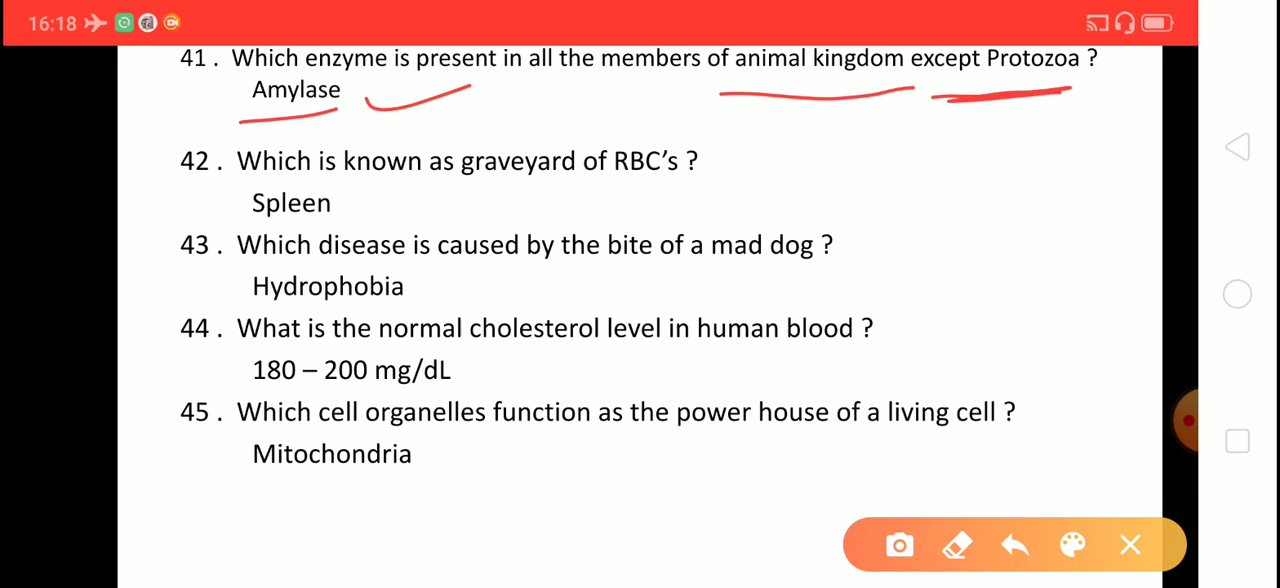 16:18
41 . Which enzyme is present in all the members of animal kingdom except Protozoa ?
Amylase
42 . Which is known as graveyard of RBC’s ?
Spleen
43 . Which disease is caused by the bite of a mad dog ?
Hydrophobia
44 . What is the normal cholesterol level in human blood ?
180 – 200 mg/dL
45 . Which cell organelles function as the power house of a living cell ?
Mitochondria